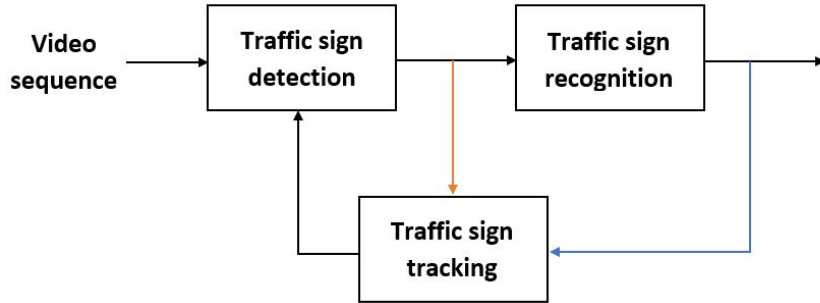 Video
sequence
Traffic sign
detection
Traffic sign
recognition
Traffic sign
tracking